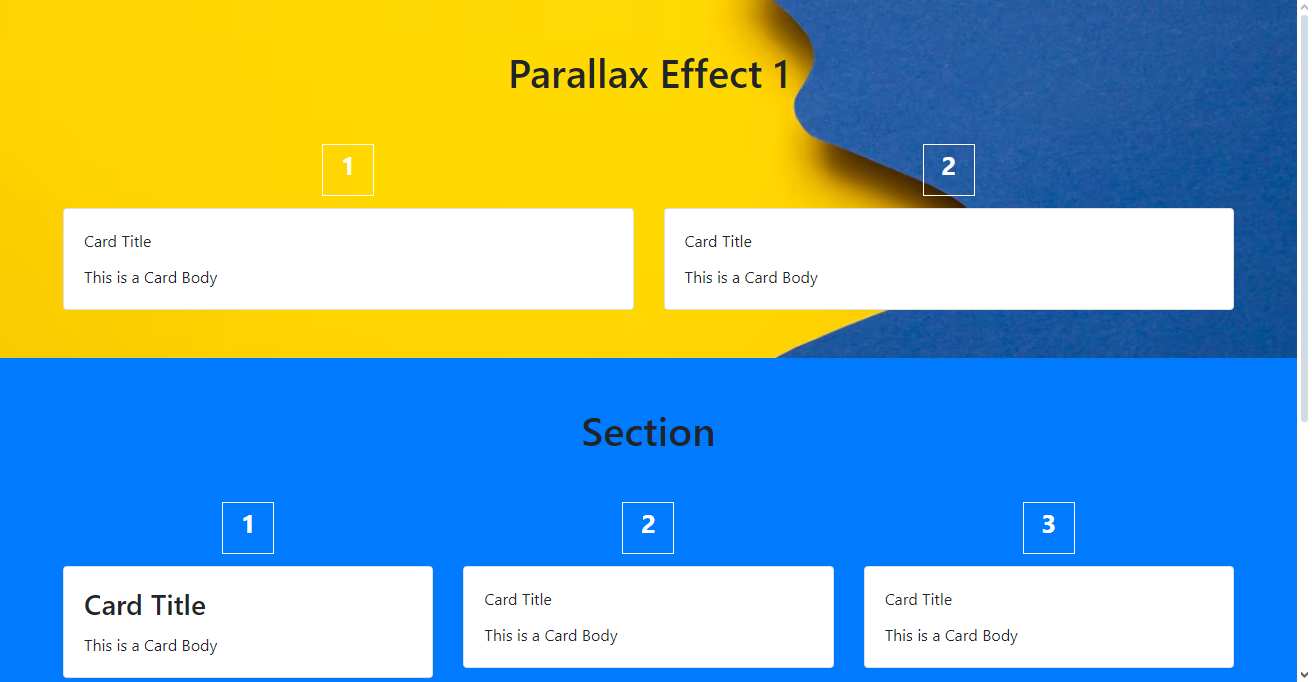 Parallax Effect 1
1 2
Card Title Card Title
This is a Card Body This is a Card Body
Section
1 2 3
Card Title Card Title Card Title
This is a Card Body This is a Card Body This is a Card Body